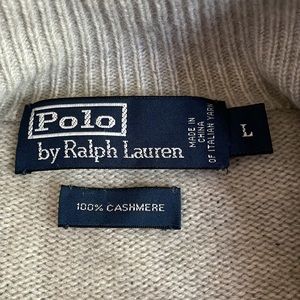 Polo
by Ralph Lauren
MADE IN
CHINA
OF ITALIAN YARN
L
100% CASHMERE